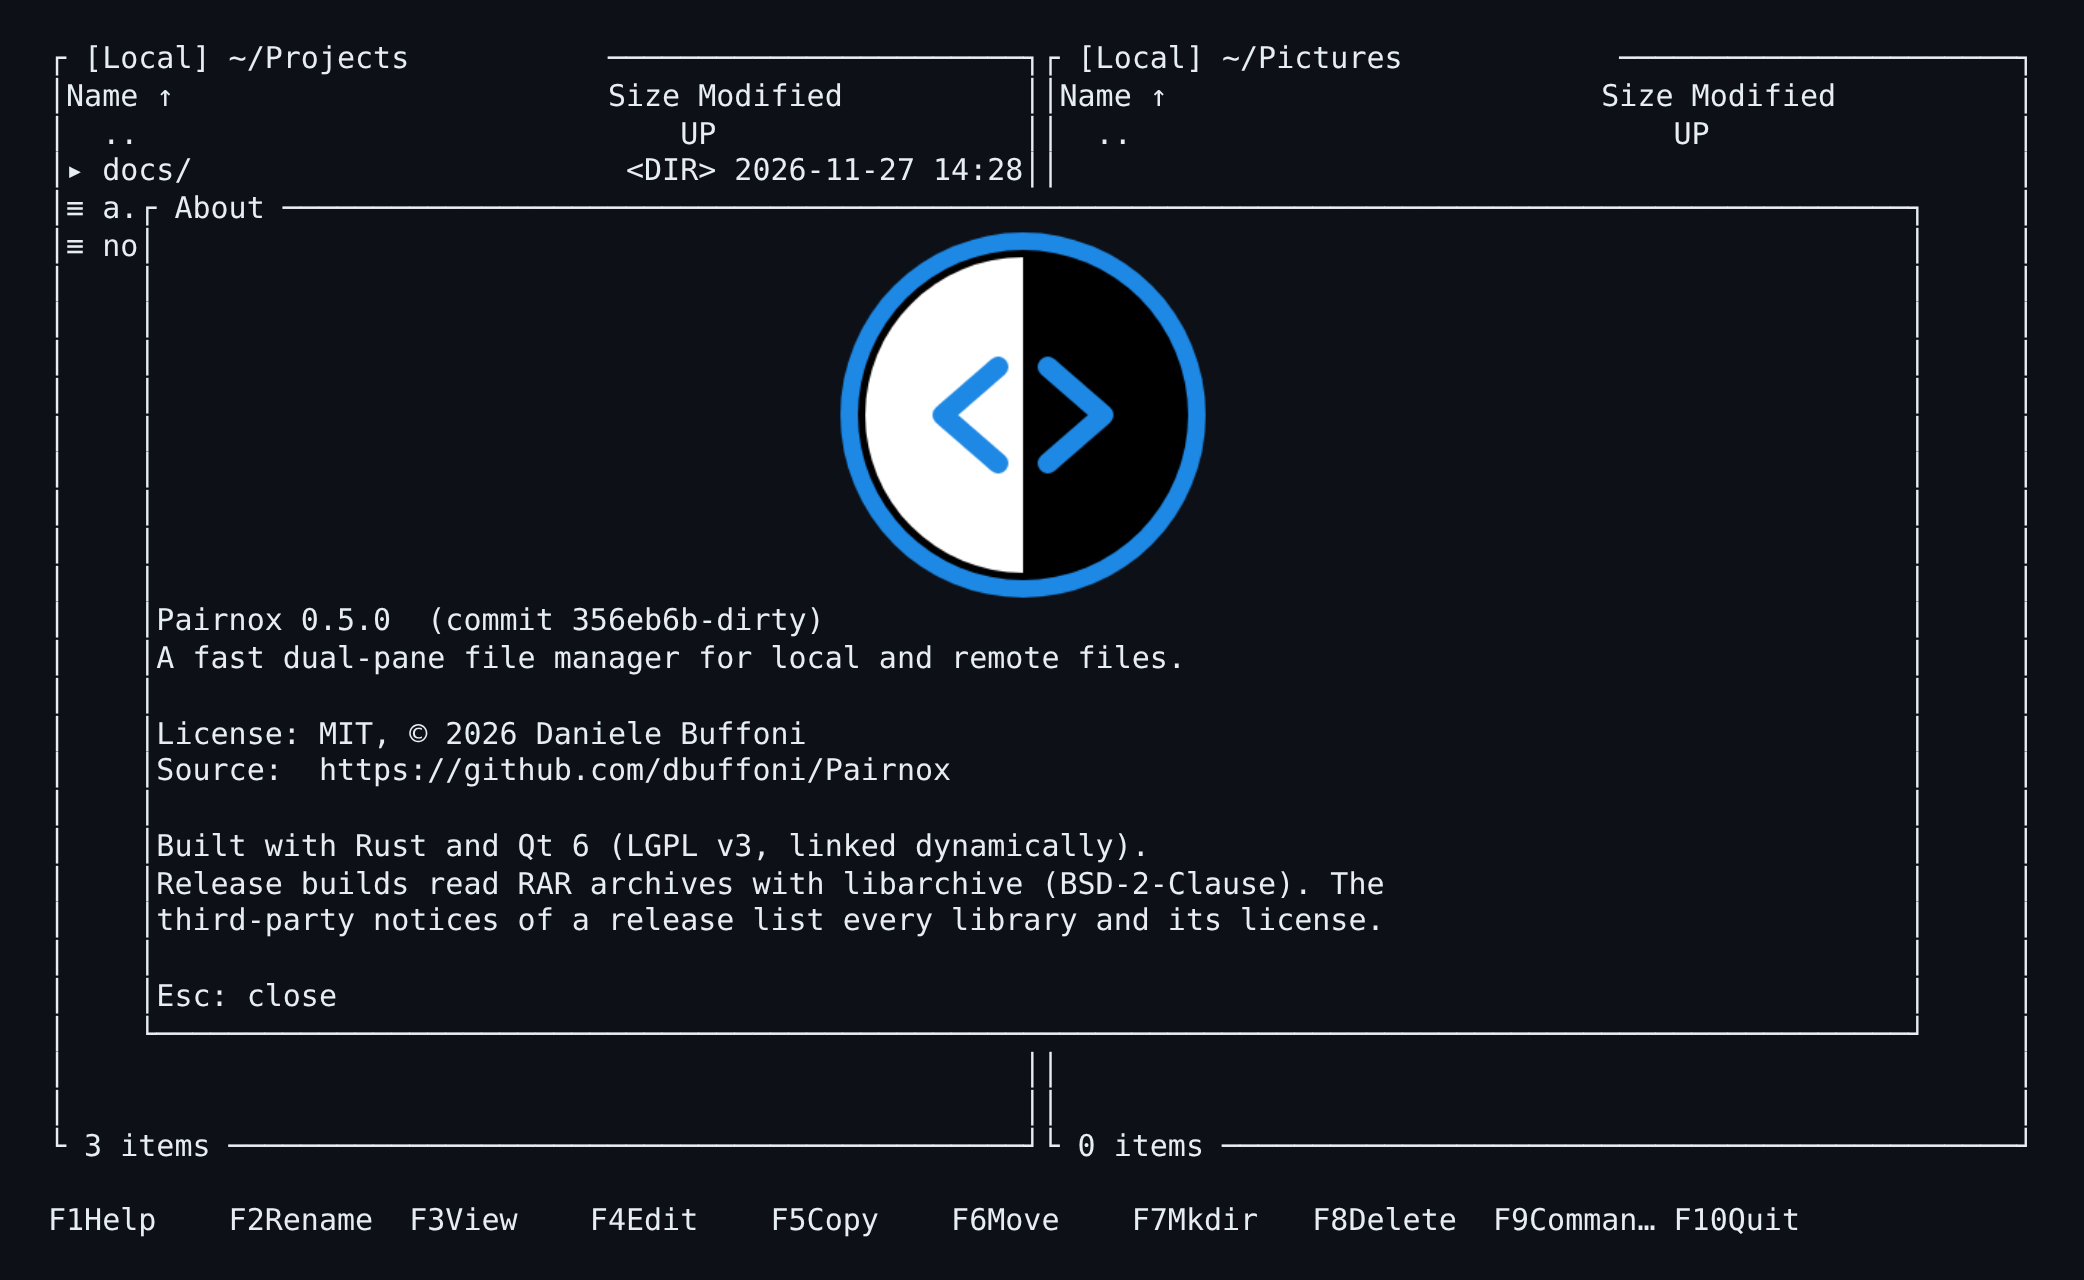 [Local] ~/Projects [Local] ~/Pictures
Name ↑ Size Modified Name ↑ Size Modified
.. UP .. UP
▸ docs/ <DIR> 2026-11-27 14:28
≡ a. About
≡ no
< >
Pairnox 0.5.0  (commit 356eb6b-dirty)
A fast dual-pane file manager for local and remote files.
License: MIT, © 2026 Daniele Buffoni
Source:  https://github.com/dbuffoni/Pairnox
Built with Rust and Qt 6 (LGPL v3, linked dynamically).
Release builds read RAR archives with libarchive (BSD-2-Clause). The
third-party notices of a release list every library and its license.
Esc: close
3 items 0 items
F1Help F2Rename F3View F4Edit F5Copy F6Move F7Mkdir F8Delete F9Comman… F10Quit